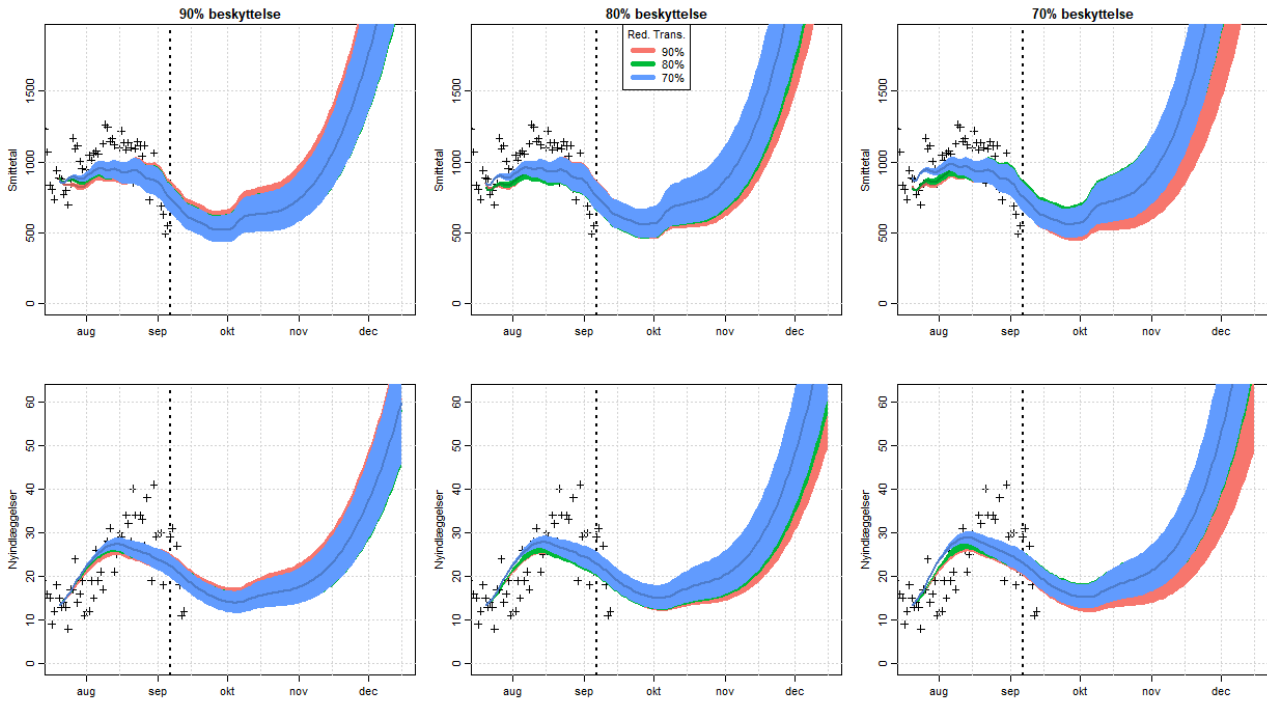 90% beskyttelse
80% beskyttelse
70% beskyttelse
Smittetal
1500
1000
500
0
aug sep okt nov dec
Smittetal
1500
1000
500
0
Red. Trans.
90%
80%
70%
aug sep okt nov dec
Smittetal
1500
1000
500
0
aug sep okt nov dec
Nyindlæggelser
60
50
40
30
20
10
0
aug sep okt nov dec
Nyindlæggelser
60
50
40
30
20
10
0
aug sep okt nov dec
Nyindlæggelser
60
50
40
30
20
10
0
aug sep okt nov dec